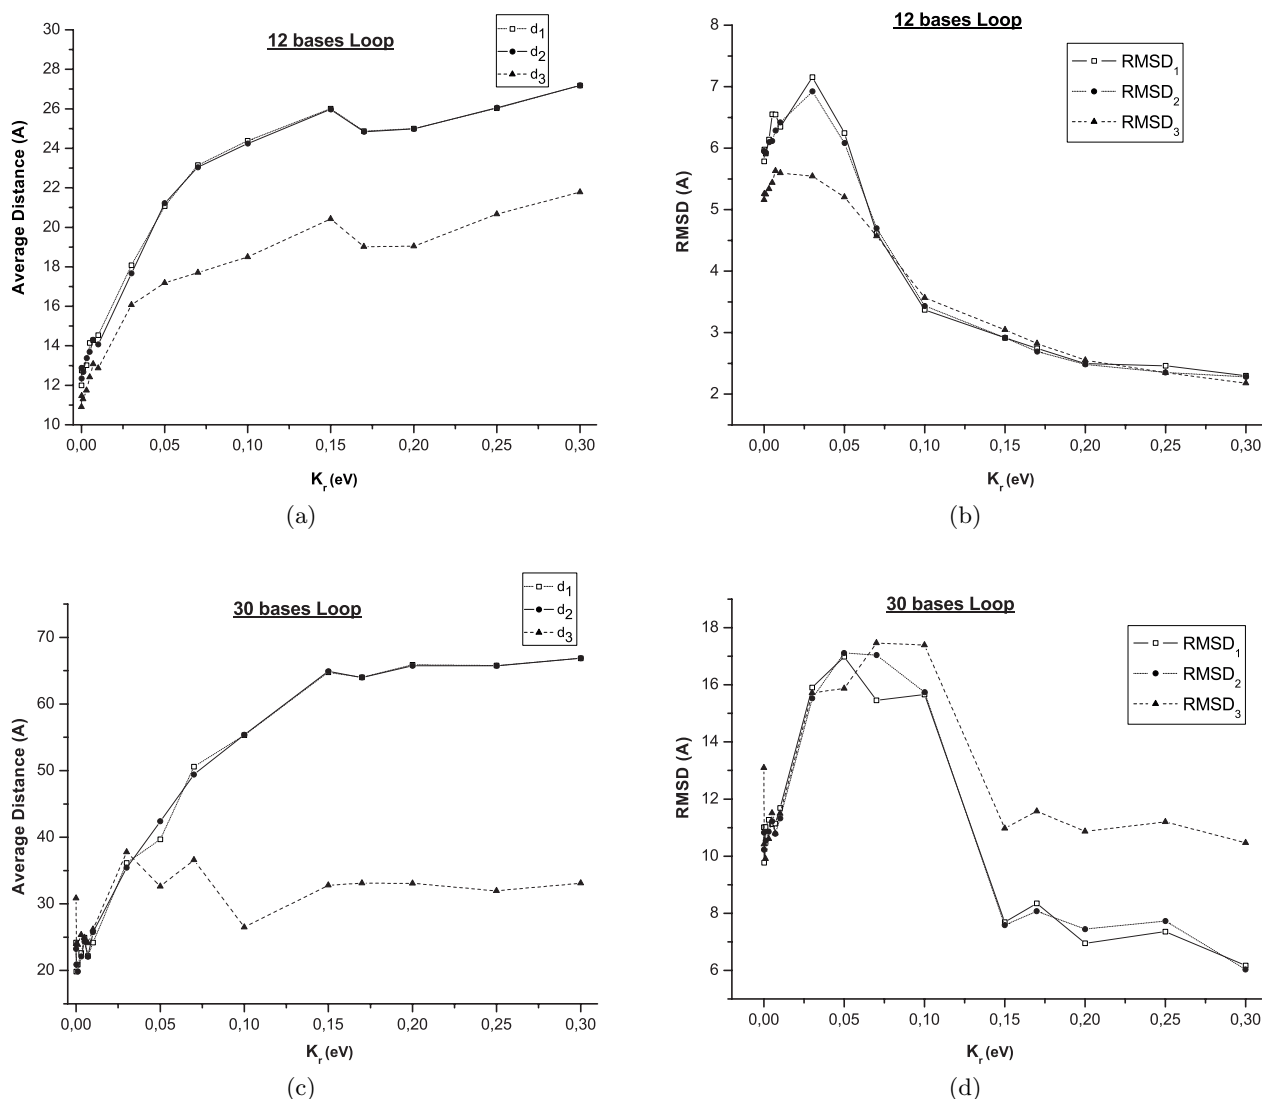 12 bases Loop
d1
d2
d3
30
28
26
24
22
20
18
16
14
12
10
Average Distance (A)
0,00 0,05 0,10 0,15 0,20 0,25 0,30
Kr (eV)
(a)
12 bases Loop
RMSD1
RMSD2
RMSD3
8
7
6
5
4
3
2
RMSD (A)
0,00 0,05 0,10 0,15 0,20 0,25 0,30
Kr (eV)
(b)
30 bases Loop
d1
d2
d3
70
60
50
40
30
20
Average Distance (A)
0,00 0,05 0,10 0,15 0,20 0,25 0,30
Kr (eV)
(c)
30 bases Loop
RMSD1
RMSD2
RMSD3
18
16
14
12
10
8
6
RMSD (A)
0,00 0,05 0,10 0,15 0,20 0,25 0,30
Kr (eV)
(d)